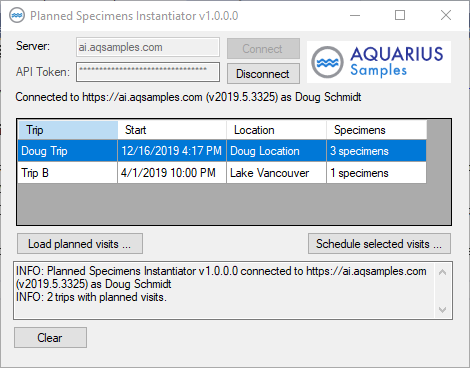 Planned Specimens Instantiator v1.0.0.0
Server: ai.aqsamples.com Connect
API Token: ************************************ Disconnect
AQUARIUS
Samples
Connected to https://ai.aqsamples.com (v2019.5.3325) as Doug Schmidt
Trip Start Location Specimens
Doug Trip 12/16/2019 4:17 PM Doug Location 3 specimens
Trip B 4/1/2019 10:00 PM Lake Vancouver 1 specimens
Load planned visits ... Schedule selected visits ...
INFO: Planned Specimens Instantiator v1.0.0.0 connected to https://ai.aqsamples.com
(v2019.5.3325) as Doug Schmidt
INFO: 2 trips with planned visits.
Clear